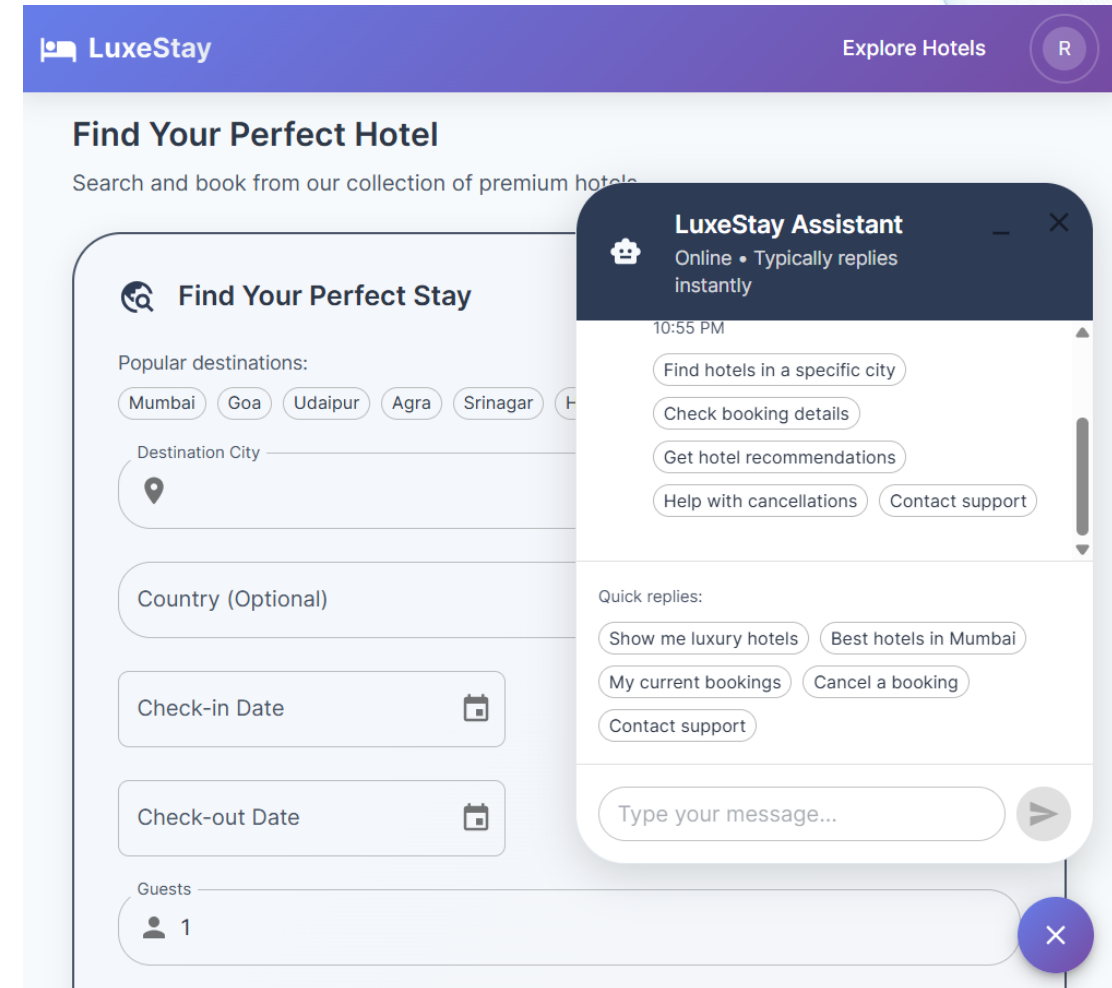 LuxeStay
Explore Hotels
R
Find Your Perfect Hotel
Search and book from our collection of premium hotels
Find Your Perfect Stay
Popular destinations:
Mumbai
Goa
Udaipur
Agra
Srinagar
Destination City
Country (Optional)
Check-in Date
Check-out Date
Guests
1
LuxeStay Assistant
Online • Typically replies
instantly
10:55 PM
Find hotels in a specific city
Check booking details
Get hotel recommendations
Help with cancellations
Contact support
Quick replies:
Show me luxury hotels
Best hotels in Mumbai
My current bookings
Cancel a booking
Contact support
Type your message...